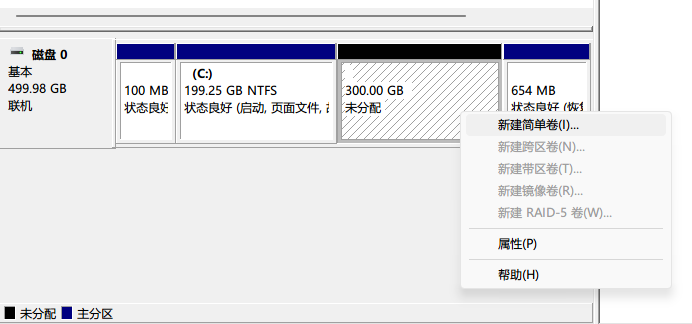 磁盘 0
基本
499.98 GB
联机
100 MB
状态良好
(C:)
199.25 GB NTFS
状态良好 (启动, 页面文件,
300.00 GB
未分配
654 MB
状态良好 (恢复
新建简单卷(I)...
新建跨区卷(N)...
新建带区卷(T)...
新建镜像卷(R)...
新建 RAID-5 卷(W)...
属性(P)
帮助(H)
未分配 主分区